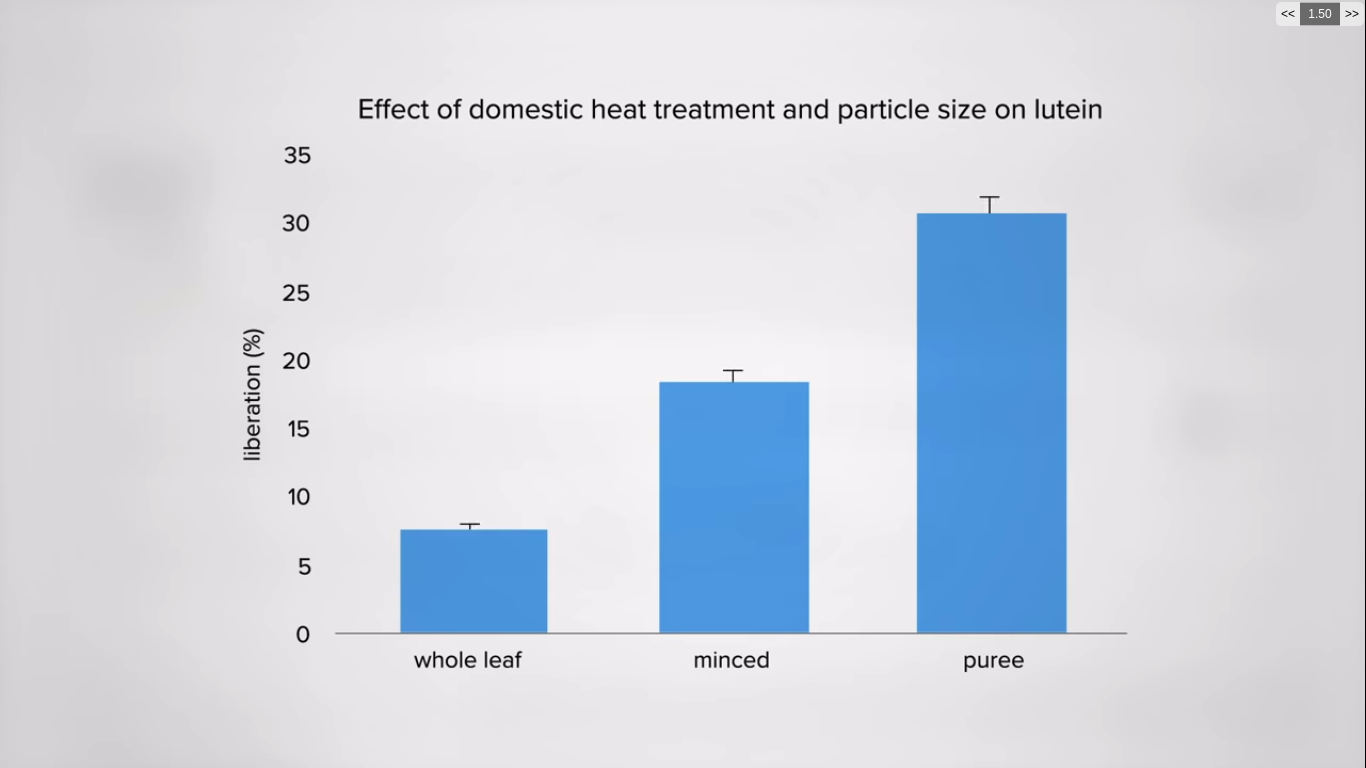 << 1.50 >>
Effect of domestic heat treatment and particle size on lutein
35
30
25
20
15
10
5
0
liberation (%)
whole leaf minced puree